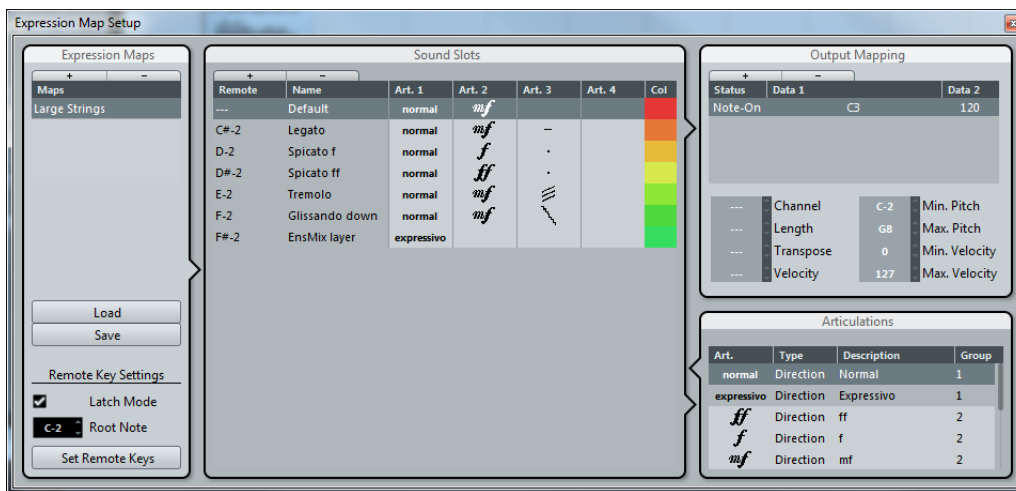 Expression Map Setup
Expression Maps
+ −
Maps
Large Strings
Load
Save
Remote Key Settings
Latch Mode
C-2 Root Note
Set Remote Keys
Sound Slots
+ −
Remote Name Art. 1 Art. 2 Art. 3 Art. 4 Col
--- Default normal mf
C#-2 Legato normal mf –
D-2 Spicato f normal f .
D#-2 Spicato ff normal ff .
E-2 Tremolo normal mf
F-2 Glissando down normal mf
F#-2 EnsMix layer expressivo
Output Mapping
+ −
Status Data 1 Data 2
Note-On C3 120
--- Channel C-2 Min. Pitch
--- Length G8 Max. Pitch
--- Transpose 0 Min. Velocity
--- Velocity 127 Max. Velocity
Articulations
Art. Type Description Group
normal Direction Normal 1
expressivo Direction Expressivo 1
ff Direction ff 2
f Direction f 2
mf Direction mf 2